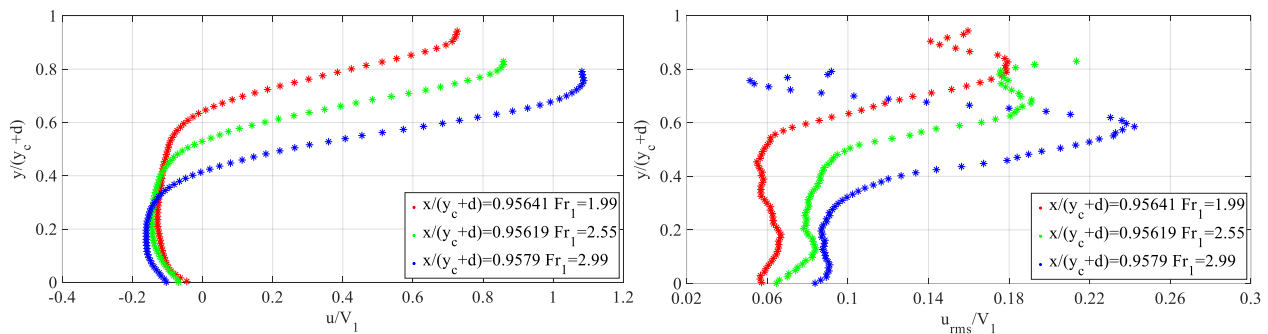 1
0.8
0.6
0.4
0.2
0
y/(y_c+d)
-0.4 -0.2 0 0.2 0.4 0.6 0.8 1 1.2
u/V_1
x/(y_c+d)=0.95641 Fr_1=1.99
x/(y_c+d)=0.95619 Fr_1=2.55
x/(y_c+d)=0.9579 Fr_1=2.99
1
0.8
0.6
0.4
0.2
0
y/(y_c+d)
0.02 0.06 0.1 0.14 0.18 0.22 0.26 0.3
u_rms/V_1
x/(y_c+d)=0.95641 Fr_1=1.99
x/(y_c+d)=0.95619 Fr_1=2.55
x/(y_c+d)=0.9579 Fr_1=2.99